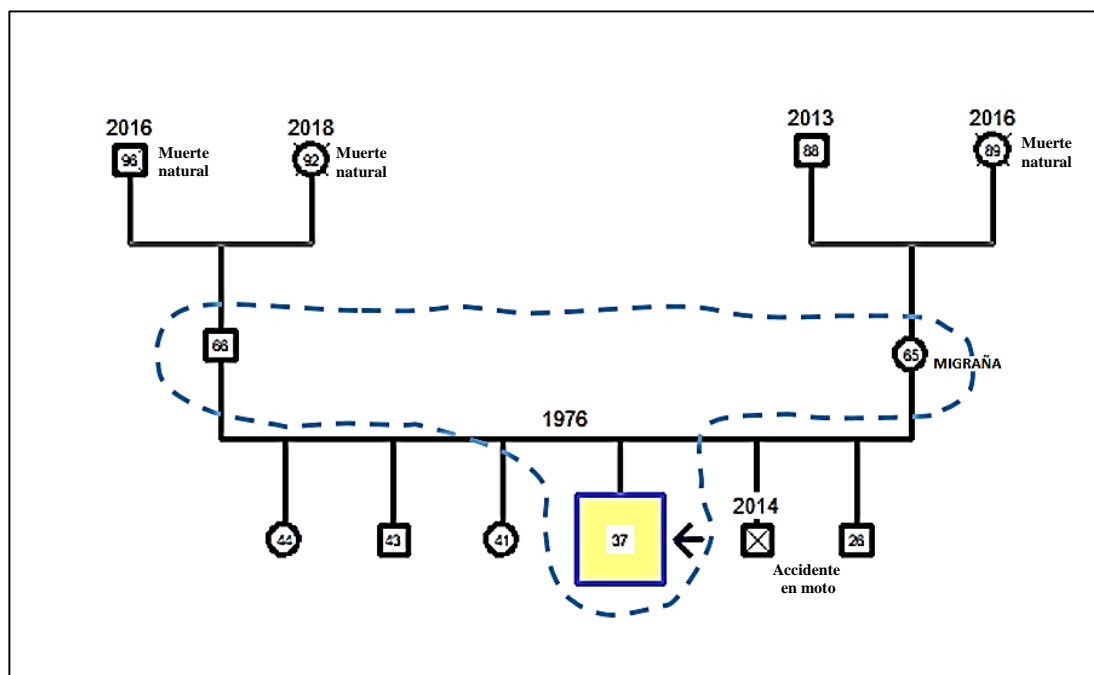 2016
2018
2013
2016
96
Muerte
natural
92
Muerte
natural
88
89
Muerte
natural
66
65
MIGRAÑA
1976
2014
44
43
41
37
26
Accidente
en moto